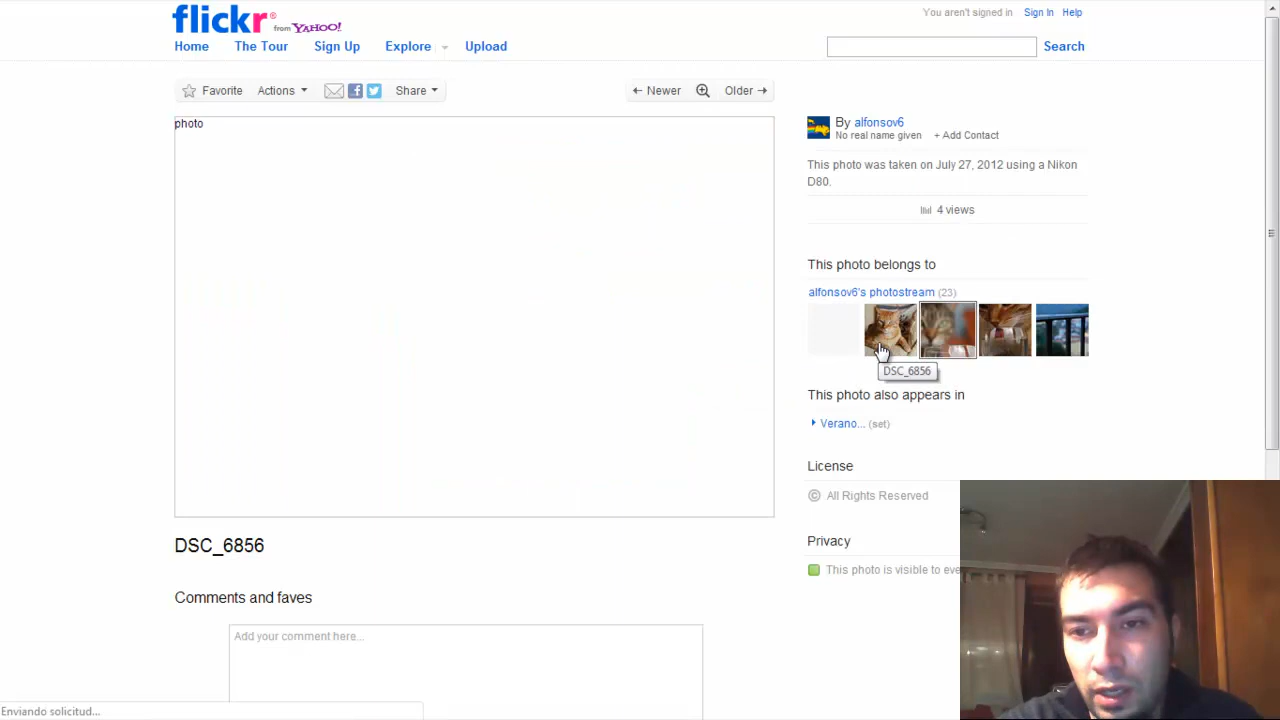 flickr® from YAHOO!
You aren't signed in Sign In Help
Home The Tour Sign Up Explore Upload Search
Favorite Actions Share
← Newer Older →
photo
By alfonsov6
No real name given + Add Contact
This photo was taken on July 27, 2012 using a Nikon
D80.
4 views
This photo belongs to
alfonsov6's photostream (23)
DSC_6856
This photo also appears in
Verano... (set)
License
© All Rights Reserved
Privacy
This photo is visible to eve
DSC_6856
Comments and faves
Add your comment here...
Enviando solicitud...